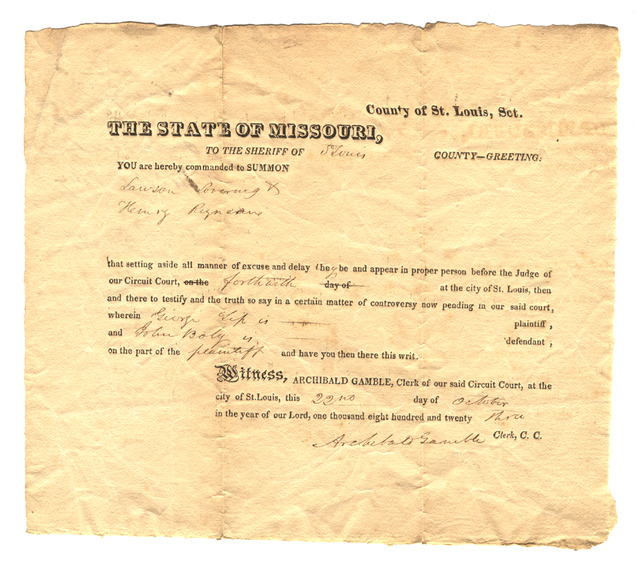 County of St. Louis, Sct.
THE STATE OF MISSOURI,
TO THE SHERIFF OF St Louis COUNTY—GREETING:
YOU are hereby commanded to SUMMON
Lawson &
Henry
that setting aside all manner of excuse and delay they be and appear in proper person before the Judge of
our Circuit Court, on the forthwith day of at the city of St. Louis, then
and there to testify and the truth so say in a certain matter of controversy now pending in our said court,
wherein George is plaintiff,
and John is defendant,
on the part of the plaintiff and have you then there this writ.
Witness, ARCHIBALD GAMBLE, Clerk of our said Circuit Court, at the
city of St.Louis, this 22nd day of October
in the year of our Lord, one thousand eight hundred and twenty three
Archibald Gamble Clerk, C. C.